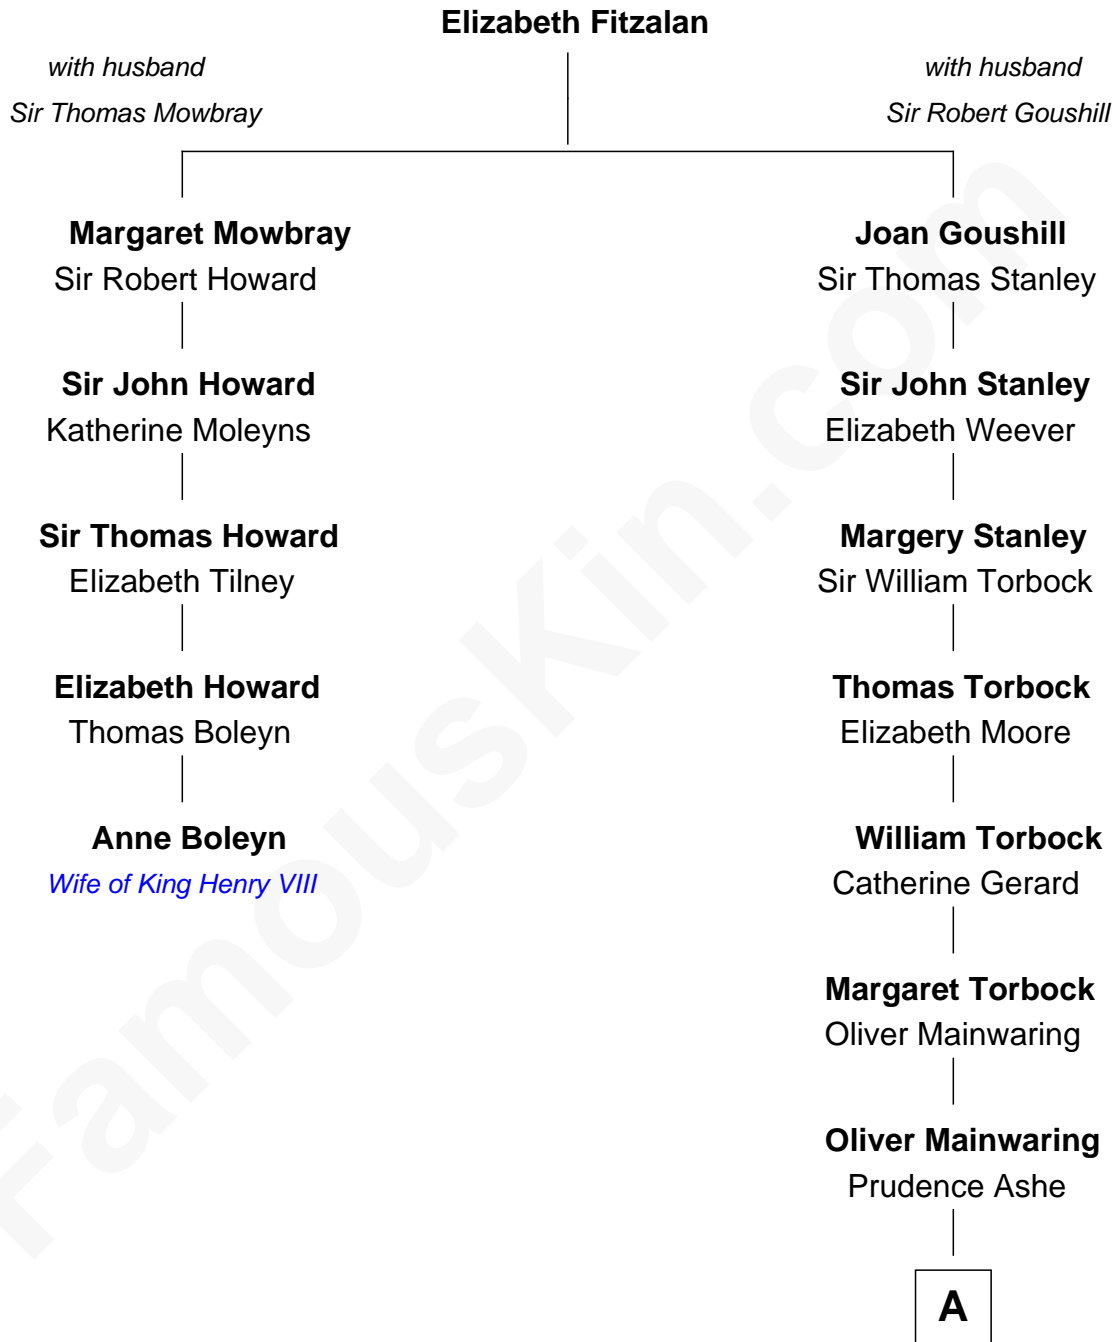 Elizabeth Fitzalan
with husband
Sir Thomas Mowbray
with husband
Sir Robert Goushill
Margaret Mowbray
Sir Robert Howard
Joan Goushill
Sir Thomas Stanley
Sir John Howard
Katherine Moleyns
Sir John Stanley
Elizabeth Weever
Sir Thomas Howard
Elizabeth Tilney
Margery Stanley
Sir William Torbock
Elizabeth Howard
Thomas Boleyn
Thomas Torbock
Elizabeth Moore
Anne Boleyn
Wife of King Henry VIII
William Torbock
Catherine Gerard
Margaret Torbock
Oliver Mainwaring
Oliver Mainwaring
Prudence Ashe
A
FamousKin.com